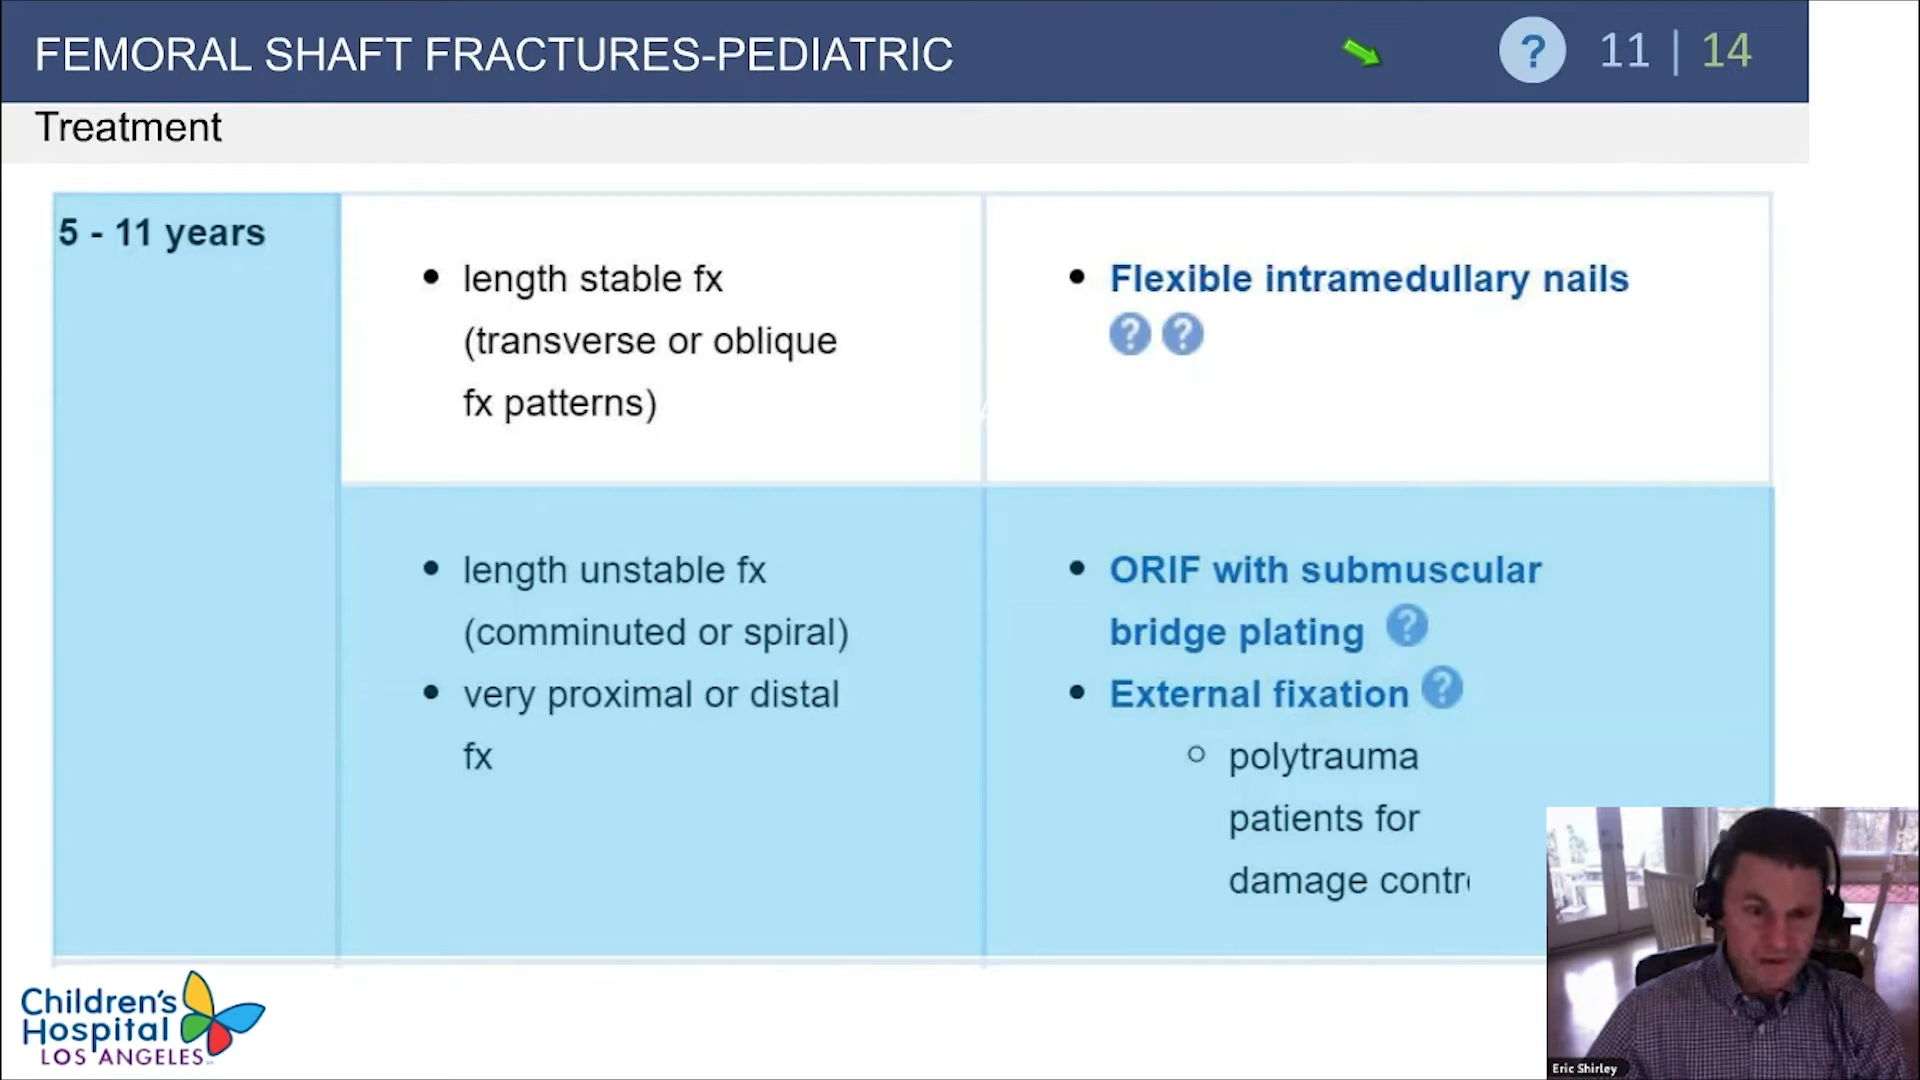 FEMORAL SHAFT FRACTURES-PEDIATRIC
? 11 | 14
Treatment
5 - 11 years
• length stable fx
(transverse or oblique
fx patterns)
• Flexible intramedullary nails
? ?
• length unstable fx
(comminuted or spiral)
• very proximal or distal
fx
• ORIF with submuscular
bridge plating ?
• External fixation ?
○ polytrauma
patients for
damage contr
Children's
Hospital
LOS ANGELES
Eric Shirley